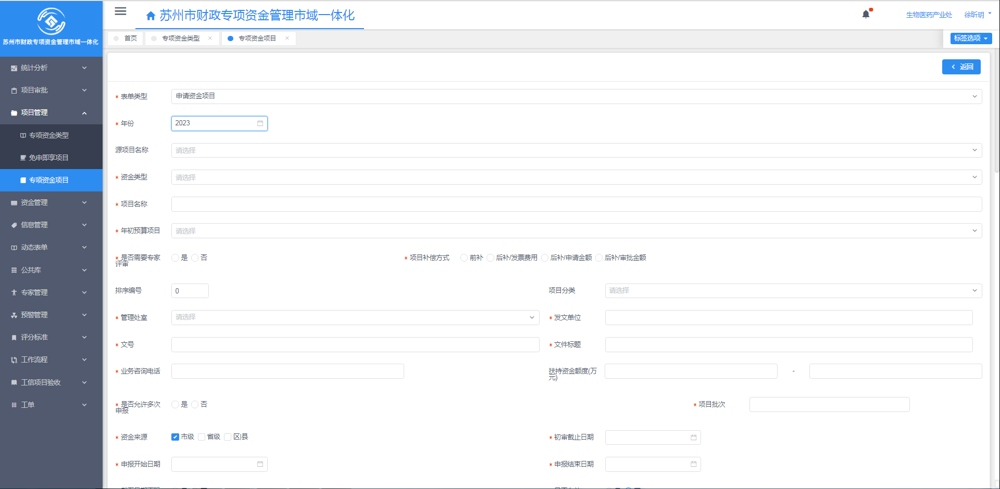 苏州市财政专项资金管理市域一体化
苏州市财政专项资金管理市域一体化
生物医药产业处 徐昕玥
首页 专项资金类型 × 专项资金项目 ×
标签选项
返回
统计分析
项目审批
项目管理
专项资金类型
免申即享项目
专项资金项目
资金管理
信息管理
动态表单
公共库
专家管理
预警管理
评分标准
工作流程
工信项目验收
工单
* 表单类型 申请资金项目
* 年份 2023
源项目名称 请选择
* 资金类型 请选择
* 项目名称
* 年初预算项目 请选择
* 是否需要专家评审 是 否 * 项目补偿方式 前补 后补/发票费用 后补/申请金额 后补/审批金额
排序编号 0 项目分类 请选择
* 管理处室 请选择 * 发文单位
* 文号 * 文件标题
* 业务咨询电话 扶持资金额度(万元) -
* 是否允许多次申报 是 否 * 项目批次
* 资金来源 市级 省级 区县 * 初审截止日期
* 申报开始日期 * 申报结束日期